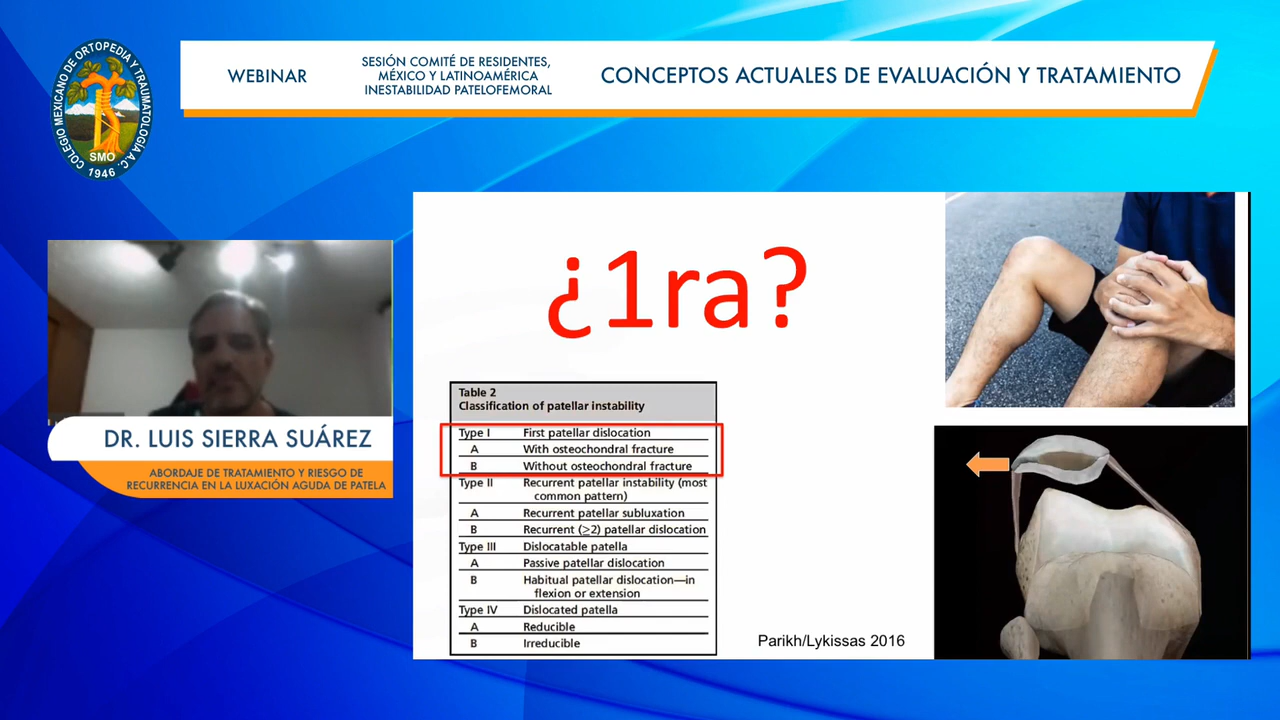 COLEGIO MEXICANO DE ORTOPEDIA Y TRAUMATOLOGIA A.C.
SMO
1946
WEBINAR
SESIÓN COMITÉ DE RESIDENTES,
MÉXICO Y LATINOAMÉRICA
INESTABILIDAD PATELOFEMORAL
CONCEPTOS ACTUALES DE EVALUACIÓN Y TRATAMIENTO
DR. LUIS SIERRA SUÁREZ
ABORDAJE DE TRATAMIENTO Y RIESGO DE
RECURRENCIA EN LA LUXACIÓN AGUDA DE PATELA
¿1ra?
Table 2
Classification of patellar instability
Type I First patellar dislocation
A With osteochondral fracture
B Without osteochondral fracture
Type II Recurrent patellar instability (most
common pattern)
A Recurrent patellar subluxation
B Recurrent (≥2) patellar dislocation
Type III Dislocatable patella
A Passive patellar dislocation
B Habitual patellar dislocation—in
flexion or extension
Type IV Dislocated patella
A Reducible
B Irreducible
Parikh/Lykissas 2016